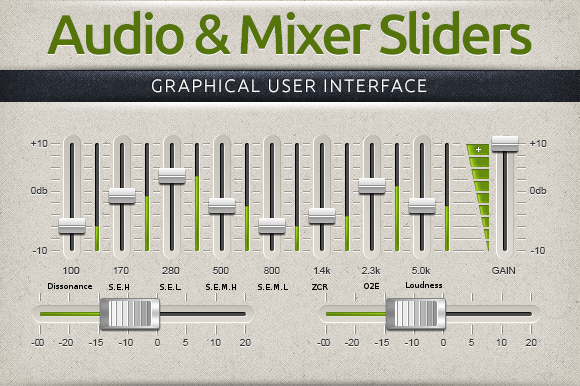 Audio & Mixer Sliders
GRAPHICAL USER INTERFACE
+10 + +10
0db 0db
-10 -10
100 170 280 500 800 1.4k 2.3k 5.0k GAIN
Dissonance S.E.H S.E.L S.E.M.H S.E.M.L ZCR O2E Loudness
-00 -20 -15 -10 0 5 15 20 -00 -20 -15 -10 0 5 10 20